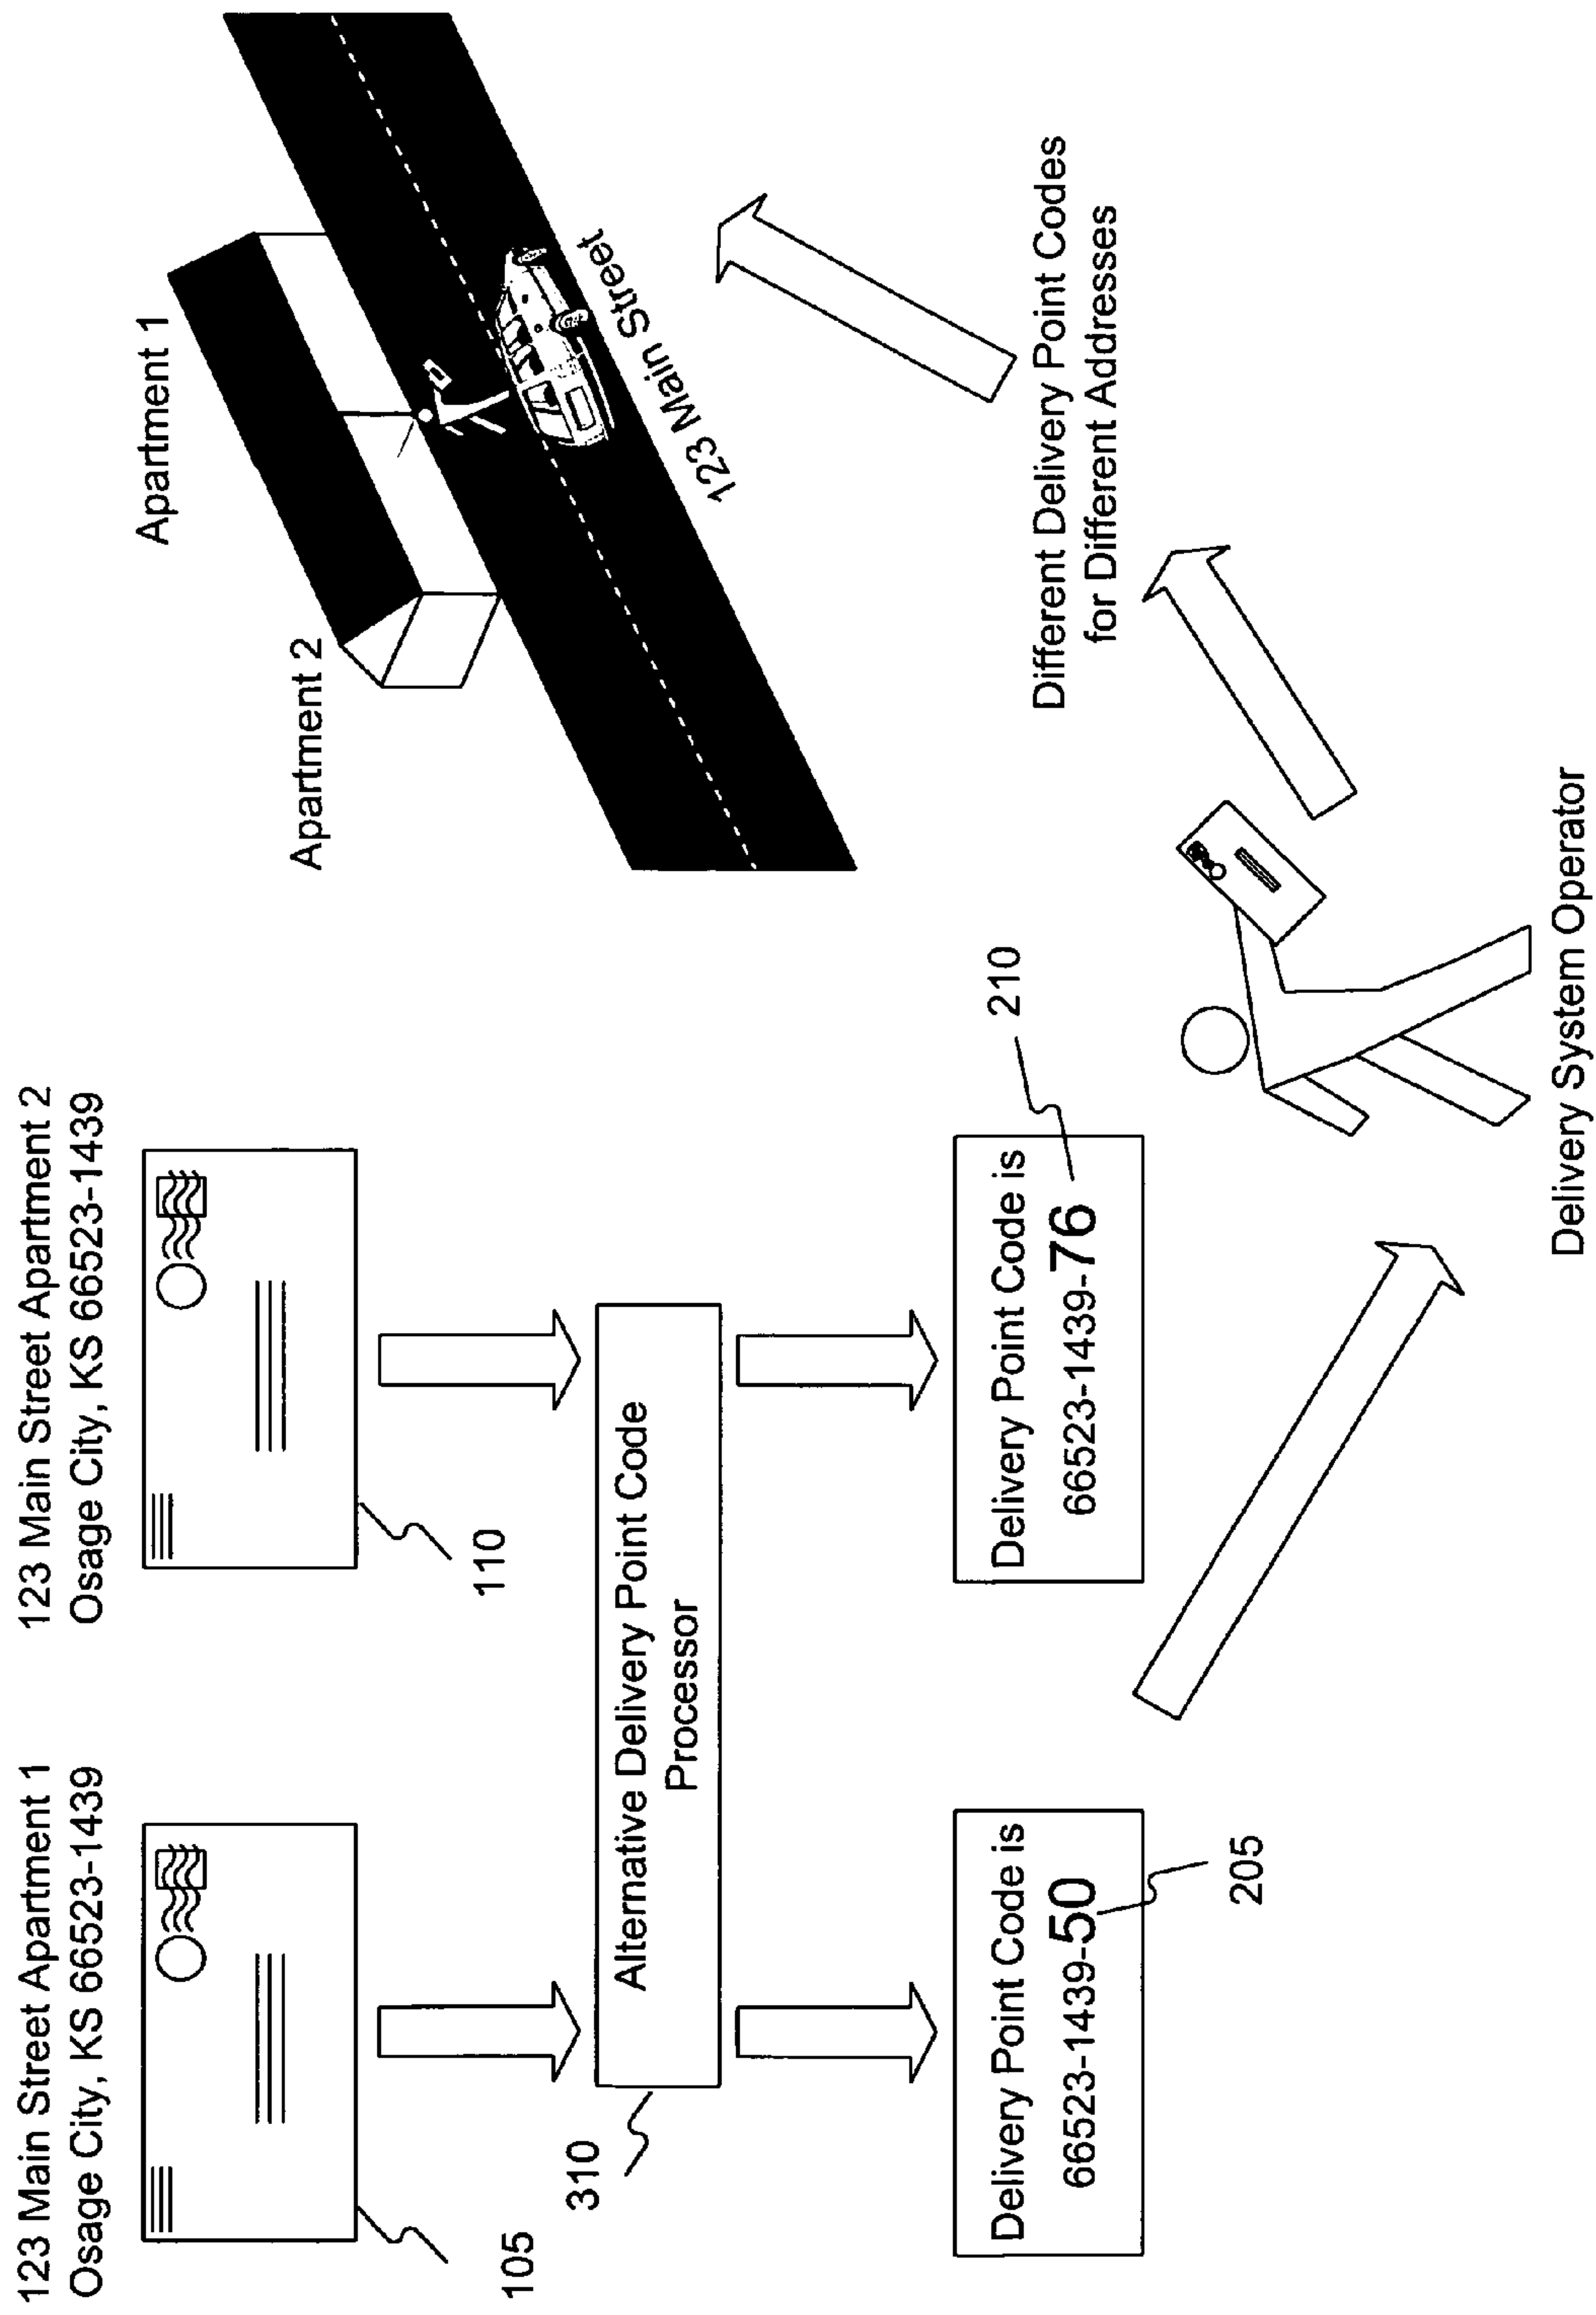 123 Main Street Apartment 1
Osage City, KS 66523-1439
123 Main Street Apartment 2
Osage City, KS 66523-1439
105
110
310
Alternative Delivery Point Code
Processor
Delivery Point Code is
66523-1439-50
205
Delivery Point Code is
66523-1439-76
210
Delivery System Operator
Different Delivery Point Codes
for Different Addresses
Apartment 2
Apartment 1
123 Main Street